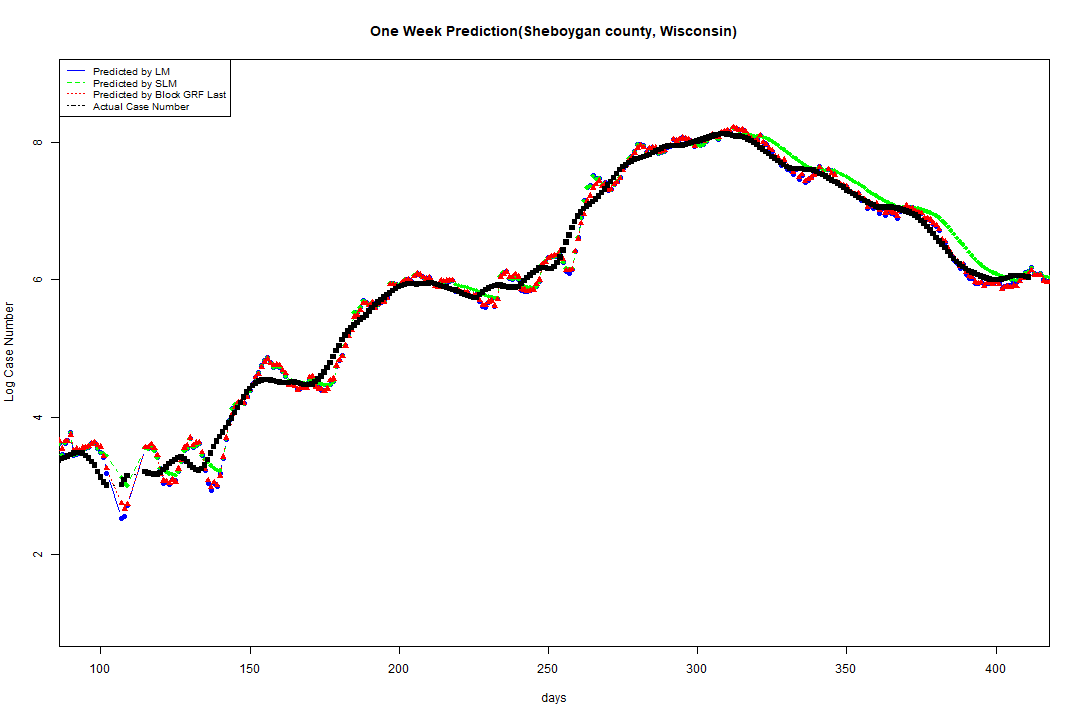 One Week Prediction(Sheboygan county, Wisconsin)
Predicted by LM
Predicted by SLM
Predicted by Block GRF Last
Actual Case Number
Log Case Number
8
6
4
2
100 150 200 250 300 350 400
days